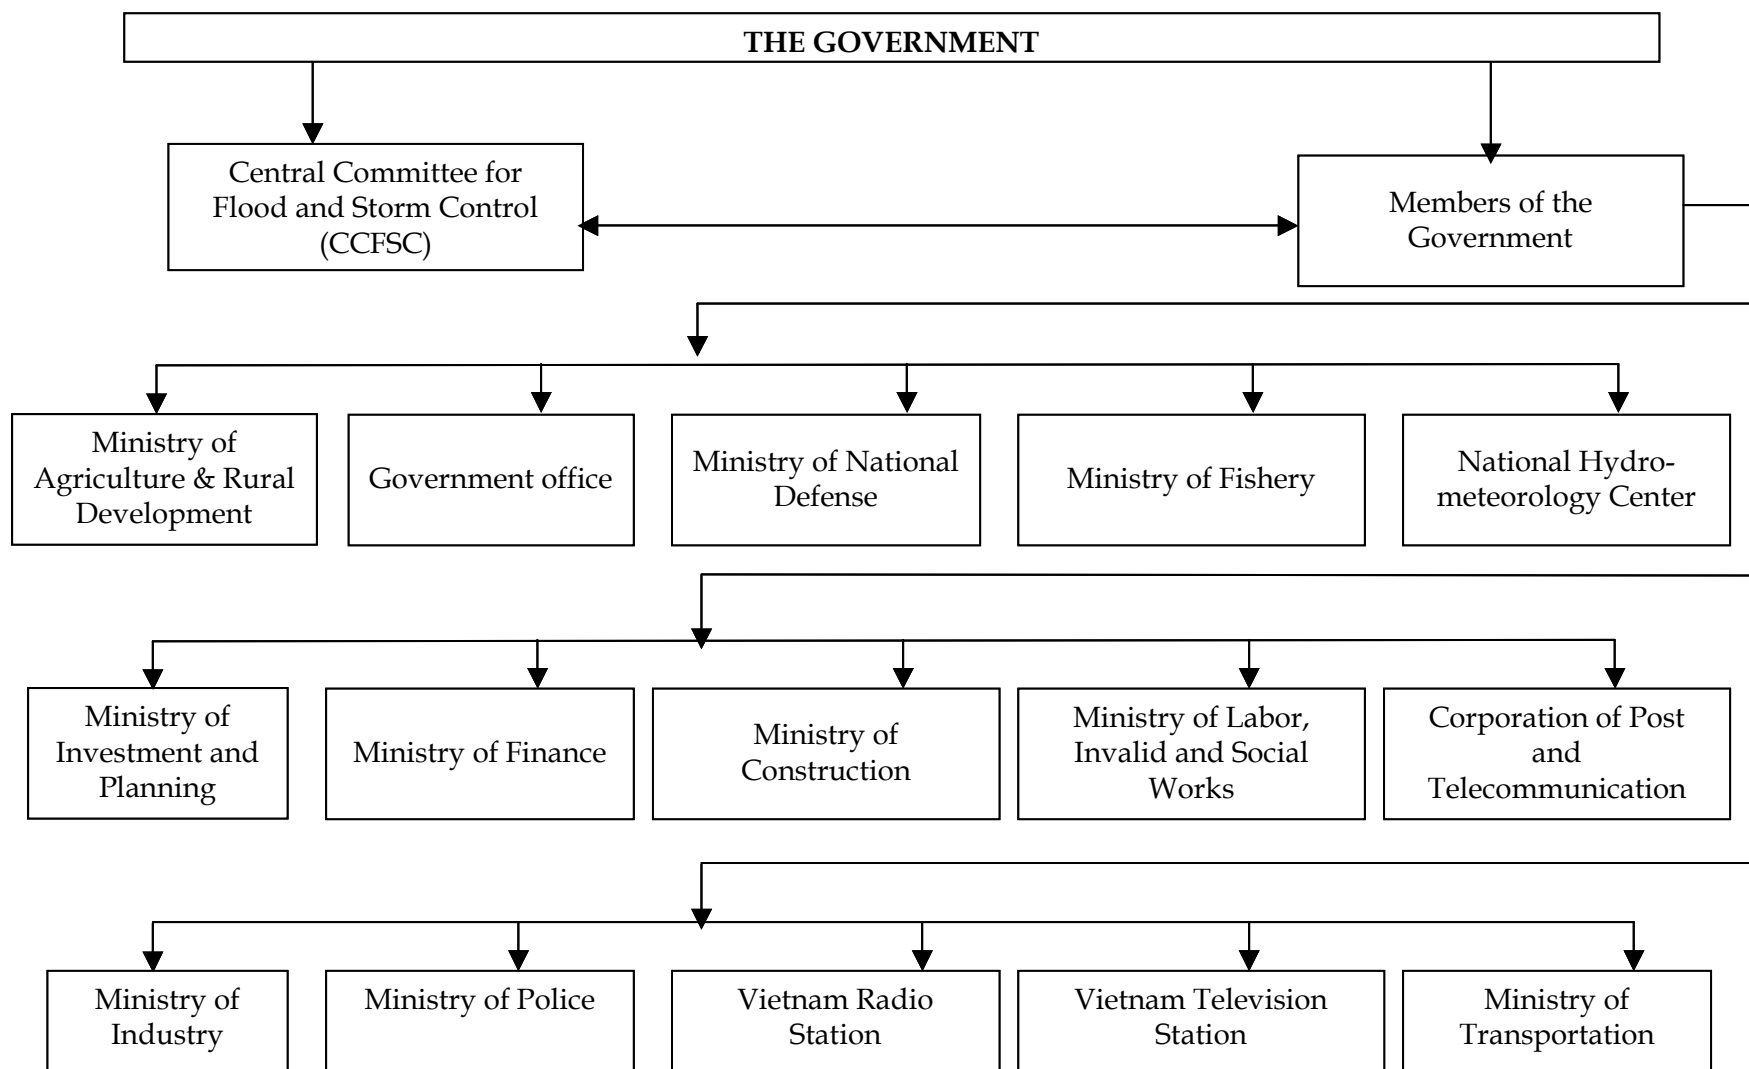 THE GOVERNMENT
Central Committee for
Flood and Storm Control
(CCFSC)
Members of the
Government
Ministry of
Agriculture & Rural
Development
Government office
Ministry of National
Defense
Ministry of Fishery
National Hydro-
meteorology Center
Ministry of
Investment and
Planning
Ministry of Finance
Ministry of
Construction
Ministry of Labor,
Invalid and Social
Works
Corporation of Post
and
Telecommunication
Ministry of
Industry
Ministry of Police
Vietnam Radio
Station
Vietnam Television
Station
Ministry of
Transportation